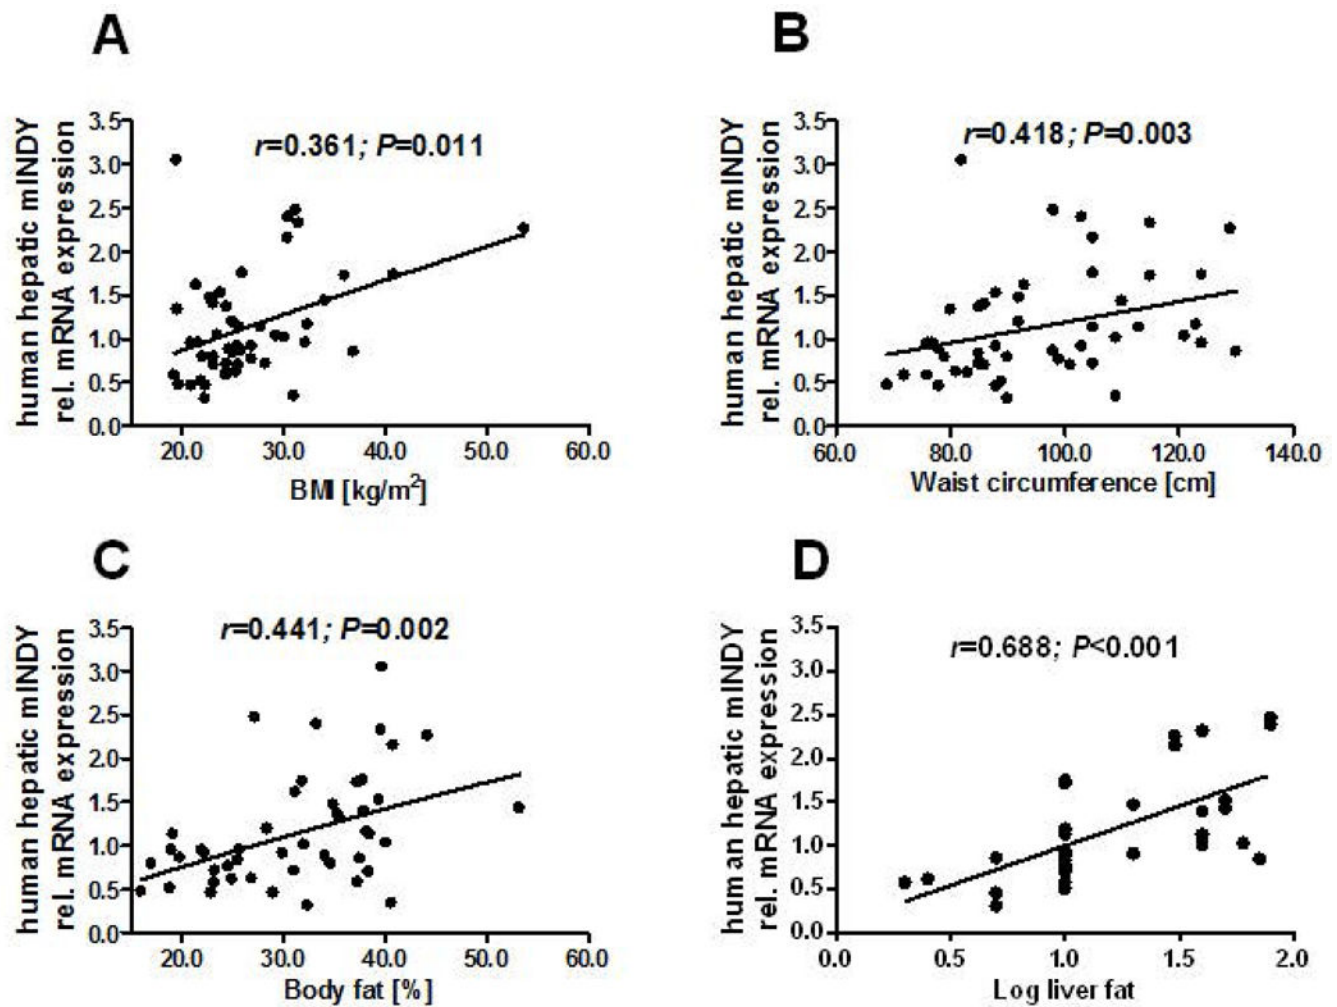 A
human hepatic mINDY
rel. mRNA expression
3.5
3.0
2.5
2.0
1.5
1.0
0.5
0.0
r=0.361; P=0.011
20.0 30.0 40.0 50.0 60.0
BMI [kg/m²]
B
human hepatic mINDY
rel. mRNA expression
3.5
3.0
2.5
2.0
1.5
1.0
0.5
0.0
r=0.418; P=0.003
60.0 80.0 100.0 120.0 140.0
Waist circumference [cm]
C
human hepatic mINDY
rel. mRNA expression
3.5
3.0
2.5
2.0
1.5
1.0
0.5
0.0
r=0.441; P=0.002
20.0 30.0 40.0 50.0 60.0
Body fat [%]
D
human hepatic mINDY
rel. mRNA expression
3.5
3.0
2.5
2.0
1.5
1.0
0.5
0.0
r=0.688; P<0.001
0.0 0.5 1.0 1.5 2.0
Log liver fat